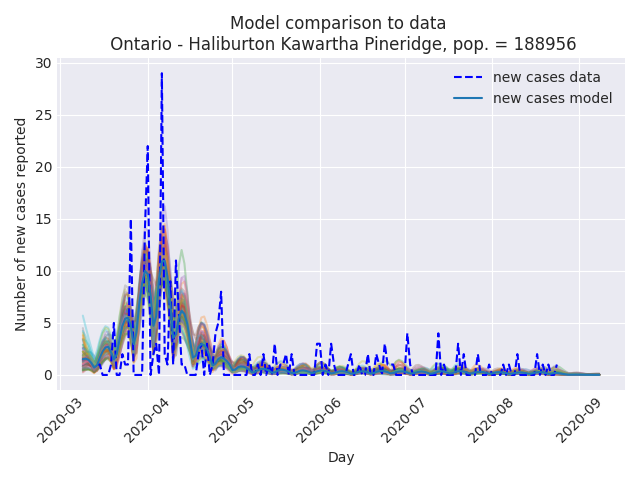 Model comparison to data
Ontario - Haliburton Kawartha Pineridge, pop. = 188956
new cases data
new cases model
Number of new cases reported
30
25
20
15
10
5
0
2020-03
2020-04
2020-05
2020-06
2020-07
2020-08
2020-09
Day